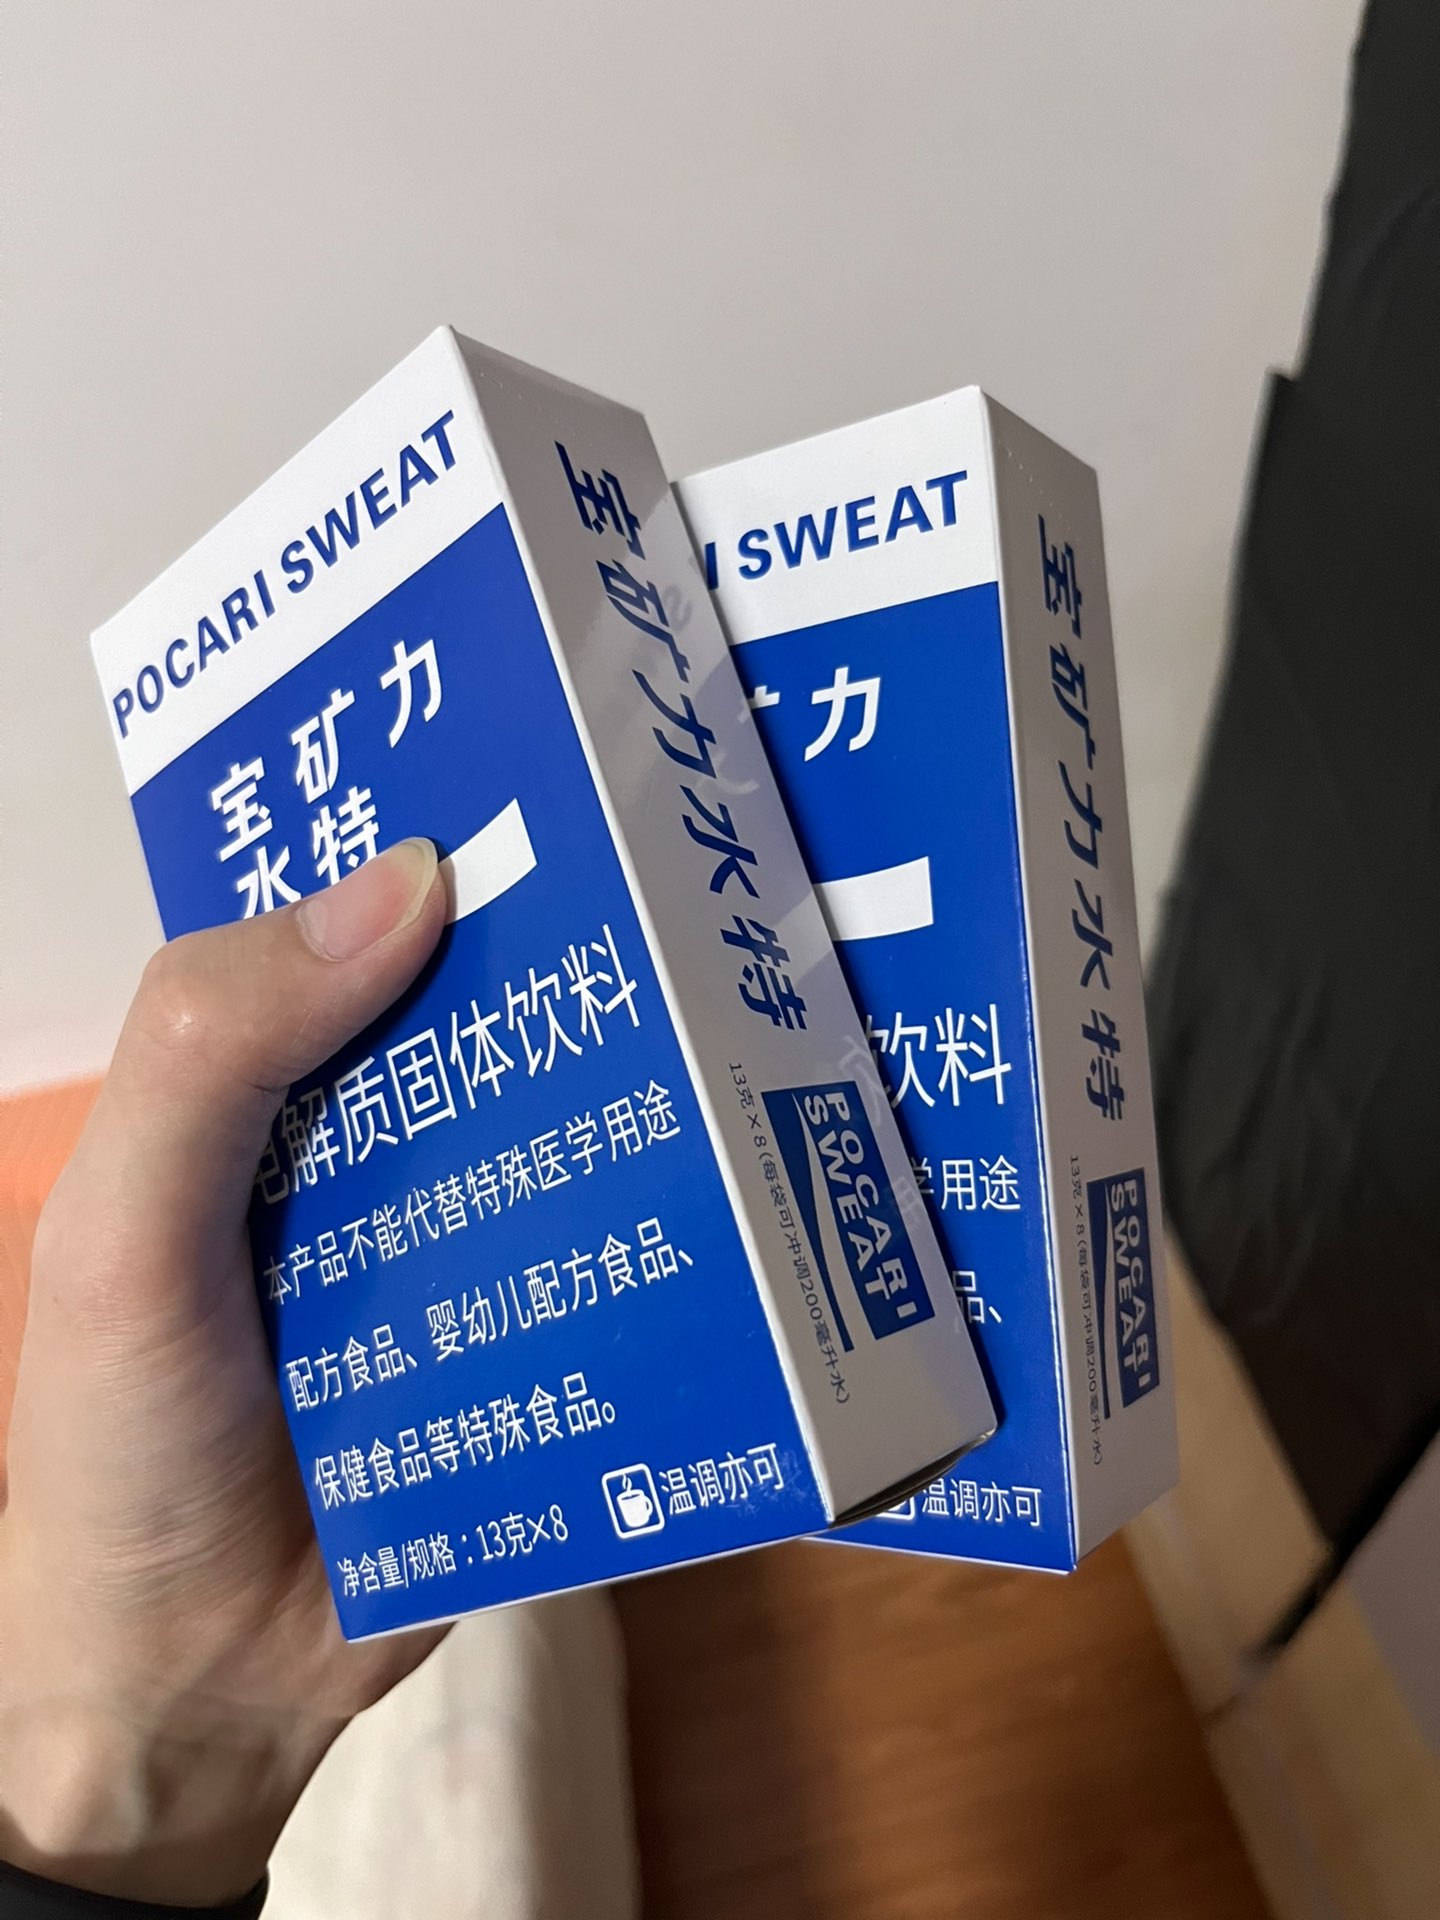 POCARI SWEAT
宝矿力
水特
电解质固体饮料
本产品不能代替特殊医学用途
配方食品、婴幼儿配方食品、
保健食品等特殊食品。
净含量/规格：13克×8
温调亦可
宝矿力水特
13克×8(每袋可冲调200毫升水)
POCARI
SWEAT
I SWEAT
力
饮料
学用途
品、
温调亦可
宝矿力水特
13克×8(每袋可冲调200毫升水)
POCARI
SWEAT